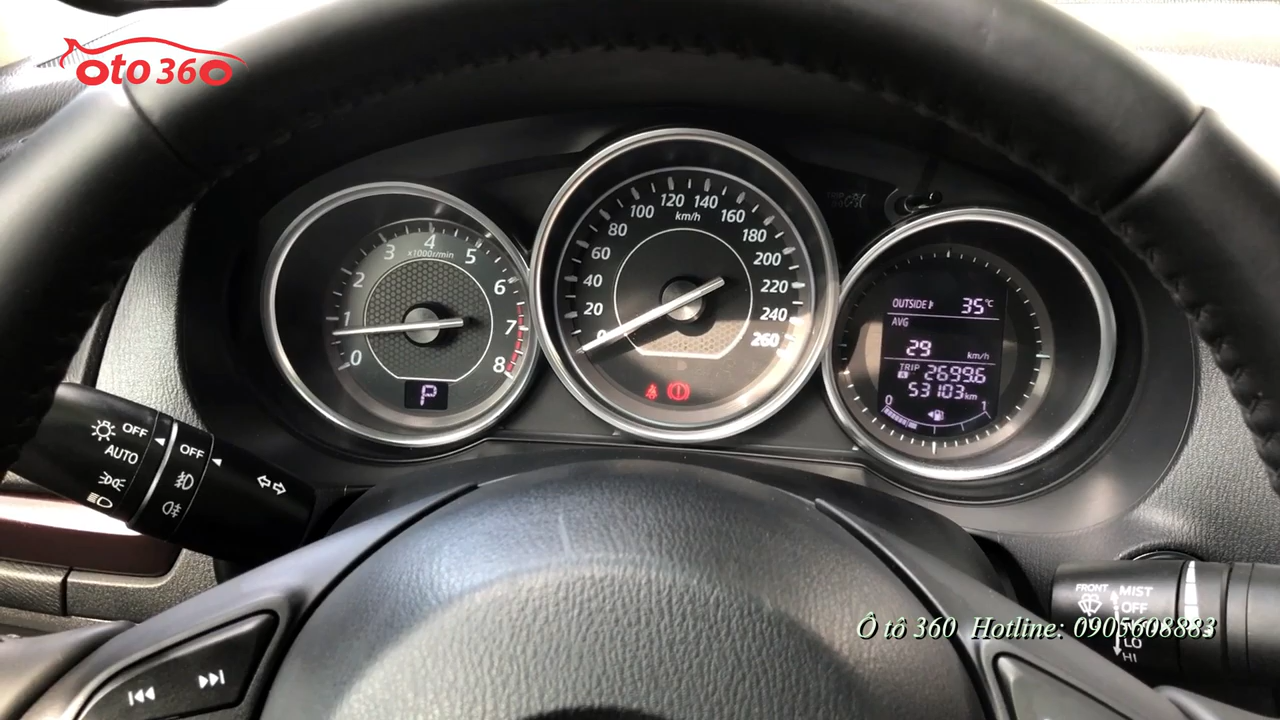 oto 360
100 120 140 160
km/h
80 180
60 200
40 220
20 240
0 260
4
3 5
x1000r/min
2 6
1 7
0 8
P
OUTSIDE 35°C
AVG
29 km/h
TRIP A 2699.6
53103 km
0 1
OFF
AUTO
OFF
FRONT MIST
OFF
LO
HI
Ô tô 360 Hotline: 0905608883